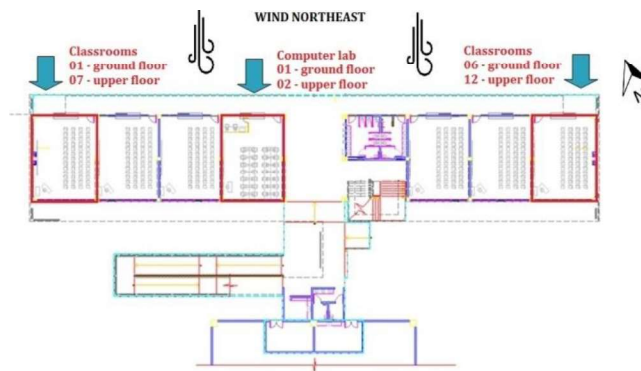 WIND NORTHEAST
Classrooms
01 - ground floor
07 - upper floor
Computer lab
01 - ground floor
02 - upper floor
Classrooms
06 - ground floor
12 - upper floor